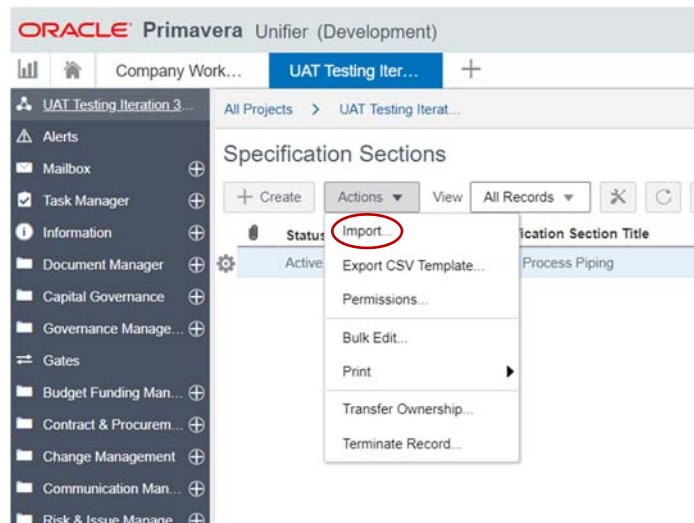 ORACLE Primavera Unifier (Development)
Company Work... UAT Testing Iter...
UAT Testing Iteration 3... All Projects > UAT Testing Iterat...
Alerts
Specification Sections
Mailbox
Task Manager
+ Create Actions View All Records
Information
Status Import... ication Section Title
Document Manager
Active Export CSV Template... Process Piping
Capital Governance
Permissions...
Governance Manage...
Bulk Edit...
Gates
Print
Budget Funding Man...
Transfer Ownership...
Contract & Procurem...
Terminate Record...
Change Management
Communication Man...
Risk & Issue Manage...